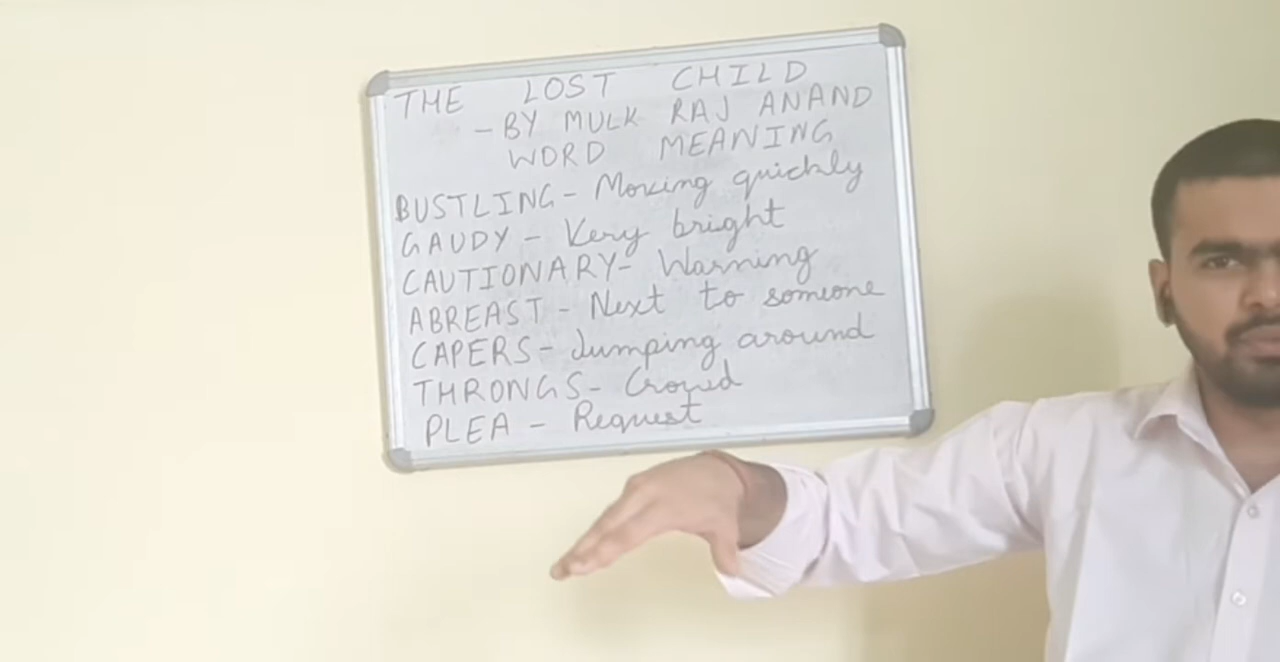 THE LOST CHILD
- BY MULK RAJ ANAND
WORD MEANING
BUSTLING - Moving quickly
GAUDY - Very bright
CAUTIONARY - Warning
ABREAST - Next to someone
CAPERS - Jumping around
THRONGS - Crowd
PLEA - Request